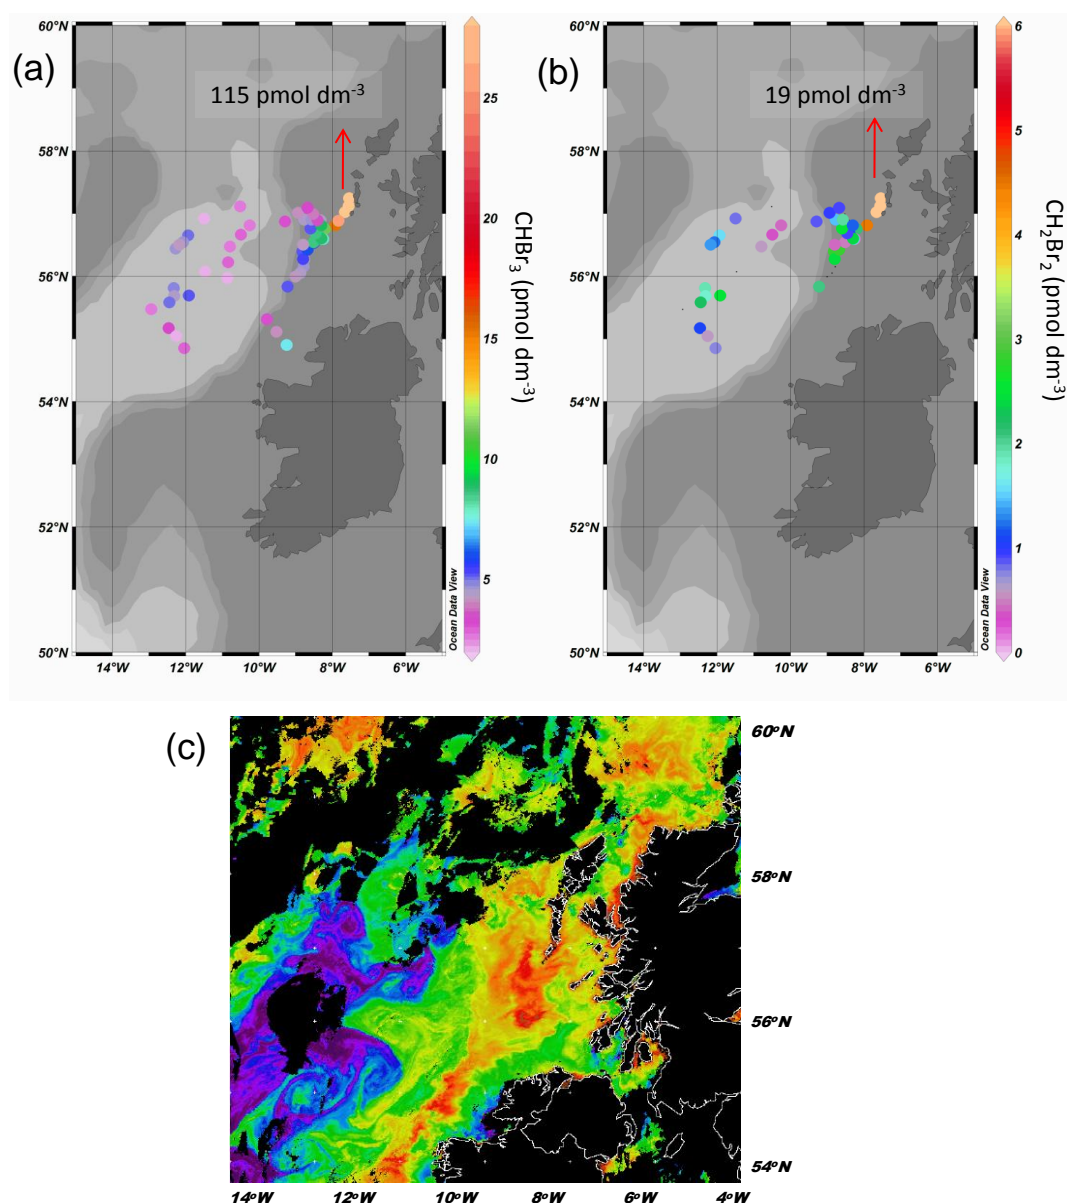 (a)
115 pmol dm-3
60°N
58°N
56°N
54°N
52°N
50°N
14°W
12°W
10°W
8°W
6°W
Ocean Data View
25
20
15
10
5
CHBr3 (pmol dm-3)
(b)
19 pmol dm-3
60°N
58°N
56°N
54°N
52°N
50°N
14°W
12°W
10°W
8°W
6°W
Ocean Data View
6
5
4
3
2
1
0
CH2Br2 (pmol dm-3)
(c)
60°N
58°N
56°N
54°N
14°W
12°W
10°W
8°W
6°W
4°W